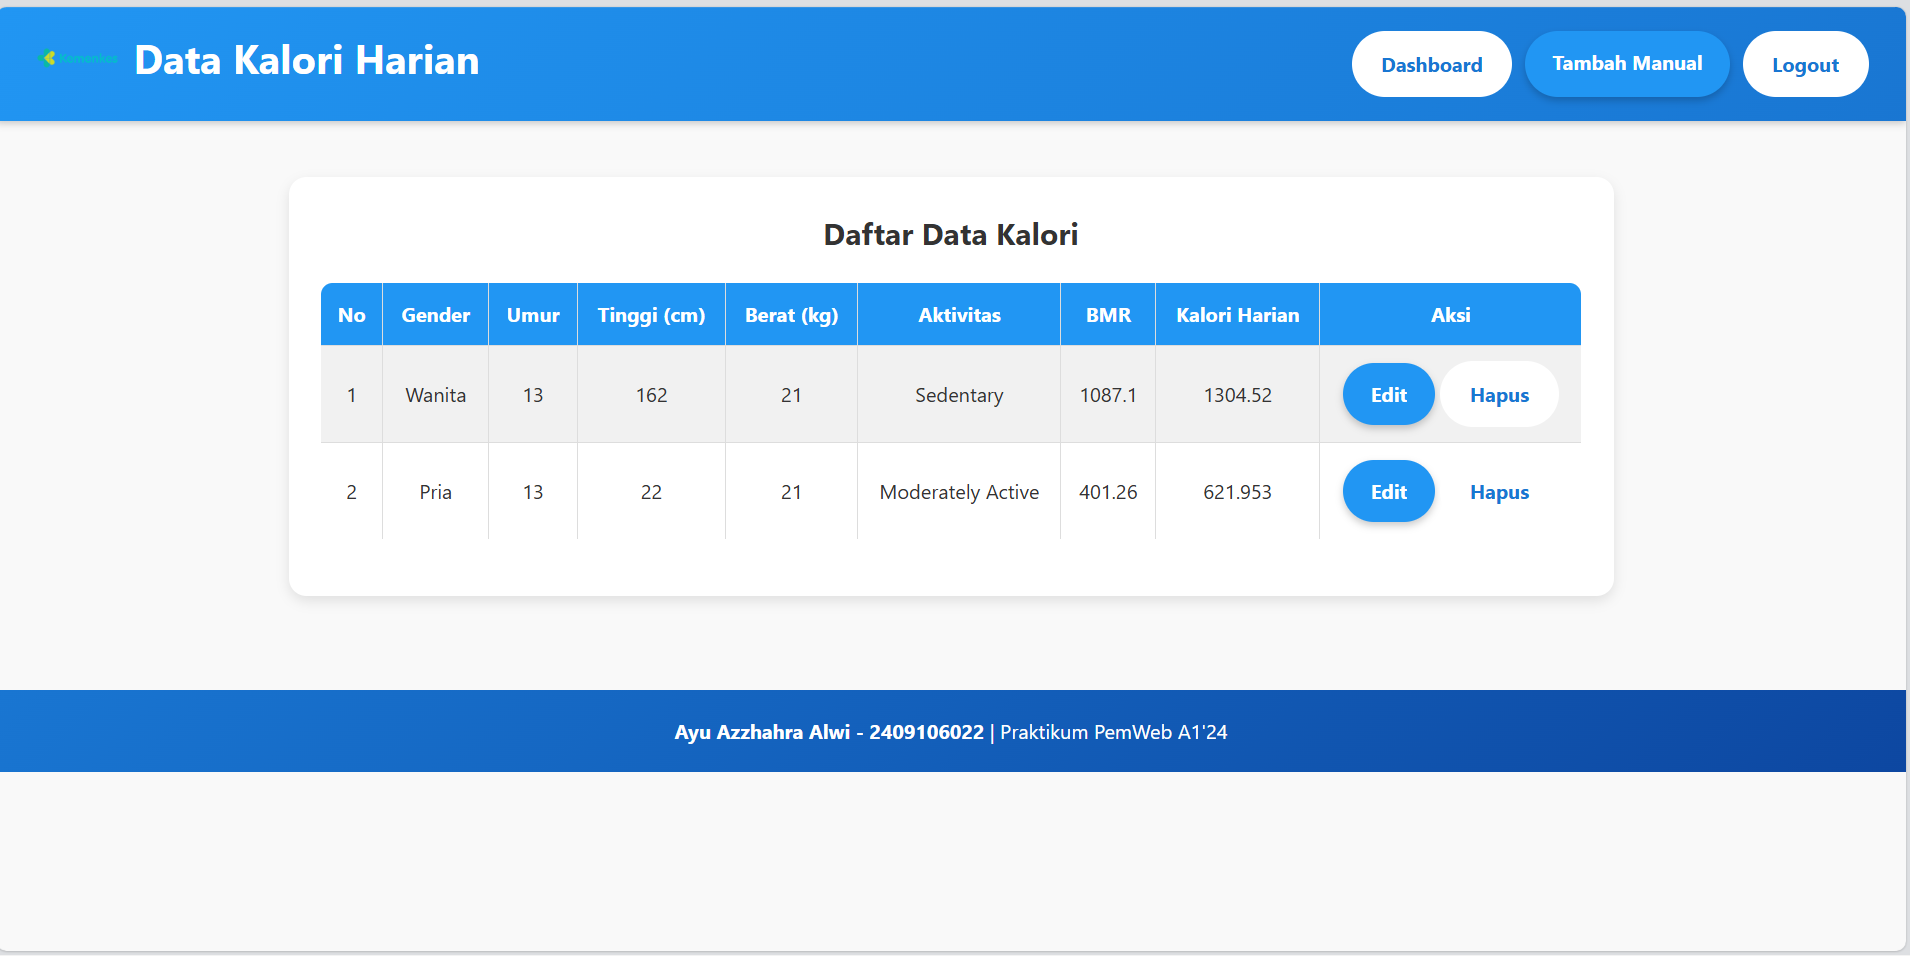 Kemenkes
Data Kalori Harian
Dashboard
Tambah Manual
Logout
Daftar Data Kalori
No Gender Umur Tinggi (cm) Berat (kg) Aktivitas BMR Kalori Harian Aksi
1 Wanita 13 162 21 Sedentary 1087.1 1304.52 Edit Hapus
2 Pria 13 22 21 Moderately Active 401.26 621.953 Edit Hapus
Ayu Azzhahra Alwi - 2409106022 | Praktikum PemWeb A1'24